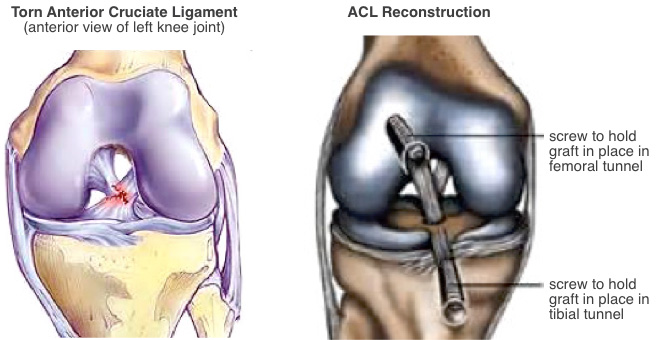 Torn Anterior Cruciate Ligament
(anterior view of left knee joint)
ACL Reconstruction
screw to hold
graft in place in
femoral tunnel
screw to hold
graft in place in
tibial tunnel